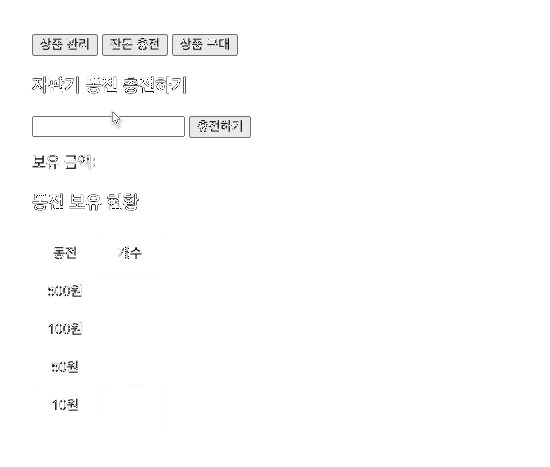 상품 관리 잔돈 충전 상품 구매
자판기 동전 충전하기
충전하기
보유 금액:
동전 보유 현황
동전 개수
500원
100원
50원
10원